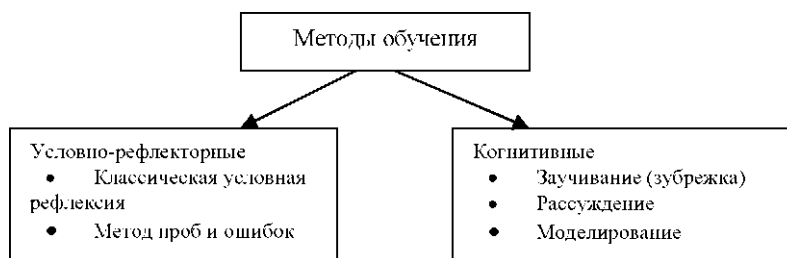 Методы обучения
Условно-рефлекторные
• Классическая условная
рефлексия
• Метод проб и ошибок
Когнитивные
• Заучивание (зубрежка)
• Рассуждение
• Моделирование